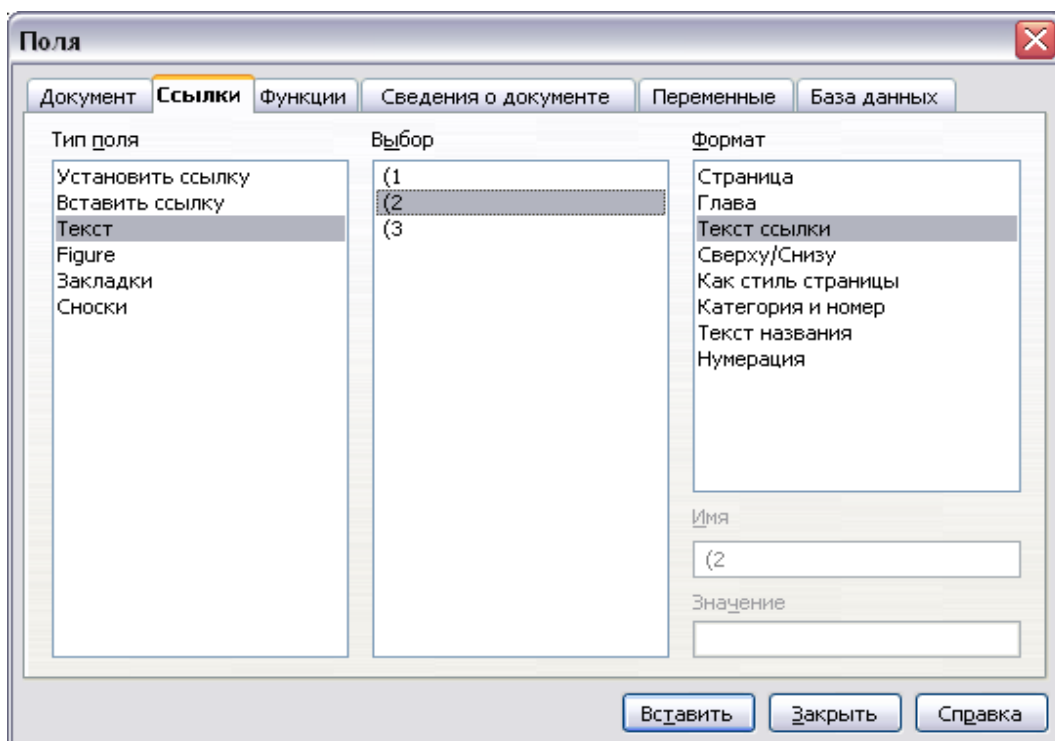 Поля
Документ Ссылки Функции Сведения о документе Переменные База данных
Тип поля
Установить ссылку
Вставить ссылку
Текст
Figure
Закладки
Сноски
Выбор
(1
(2
(3
Формат
Страница
Глава
Текст ссылки
Сверху/Снизу
Как стиль страницы
Категория и номер
Текст названия
Нумерация
Имя
(2
Значение
Вставить Закрыть Справка